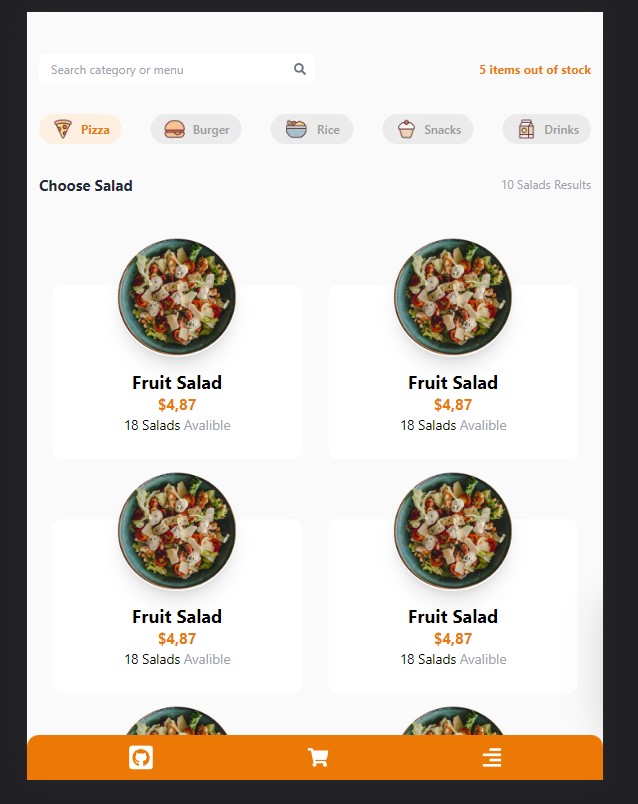 Search category or menu
5 items out of stock
Pizza
Burger
Rice
Snacks
Drinks
Choose Salad
10 Salads Results
Fruit Salad
$4,87
18 Salads Avalible
Fruit Salad
$4,87
18 Salads Avalible
Fruit Salad
$4,87
18 Salads Avalible
Fruit Salad
$4,87
18 Salads Avalible